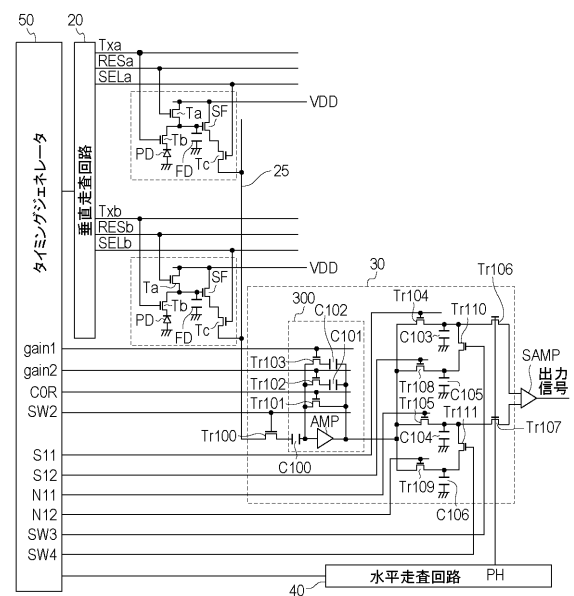 50
20
タイミングジェネレータ
垂直走査回路
Txa
RESa
SELa
VDD
Ta
SF
Tb
PD
FD
Tc
25
Txb
RESb
SELb
VDD
Ta
SF
Tb
PD
FD
Tc
30
300
Tr104
Tr106
C102
C101
Tr110
C103
SAMP
gain1
Tr103
gain2
Tr102
Tr108
C105
出力
信号
COR
Tr101
Tr105
Tr111
SW2
AMP
Tr100
C104
Tr107
C100
S11
S12
Tr109
N11
C106
N12
SW3
SW4
水平走査回路
PH
40